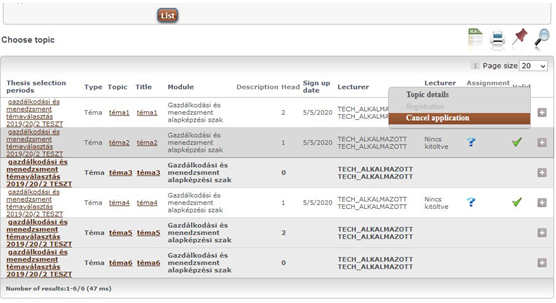 List
Choose topic
1 Page size 20
Thesis selection periods Type Topic Title Module Description Head Sign up date Lecturer Lecturer Assignment Valid
gazdálkodási és
menedzsment
témaválasztás
2019/20/2 TESZT
Téma téma1 téma1
Gazdálkodási és
menedzsment
alapképzési szak
2 5/5/2020
TECH_ALKALMAZOTT
TECH_ALKALMAZOTT
Topic details
Registration
Cancel application
gazdálkodási és
menedzsment
témaválasztás
2019/20/2 TESZT
Téma téma2 téma2
Gazdálkodási és
menedzsment
alapképzési szak
1 5/5/2020
TECH_ALKALMAZOTT
TECH_ALKALMAZOTT
Nincs
kitöltve
?
gazdálkodási és
menedzsment
témaválasztás
2019/20/2 TESZT
Téma téma3 téma3
Gazdálkodási és
menedzsment
alapképzési szak
0
TECH_ALKALMAZOTT
TECH_ALKALMAZOTT
gazdálkodási és
menedzsment
témaválasztás
2019/20/2 TESZT
Téma téma4 téma4
Gazdálkodási és
menedzsment
alapképzési szak
1 5/5/2020
TECH_ALKALMAZOTT
TECH_ALKALMAZOTT
Nincs
kitöltve
?
gazdálkodási és
menedzsment
témaválasztás
2019/20/2 TESZT
Téma téma5 téma5
Gazdálkodási és
menedzsment
alapképzési szak
2
TECH_ALKALMAZOTT
TECH_ALKALMAZOTT
gazdálkodási és
menedzsment
témaválasztás
2019/20/2 TESZT
Téma téma6 téma6
Gazdálkodási és
menedzsment
alapképzési szak
0
TECH_ALKALMAZOTT
TECH_ALKALMAZOTT
Number of results:1-6/6 (47 ms)